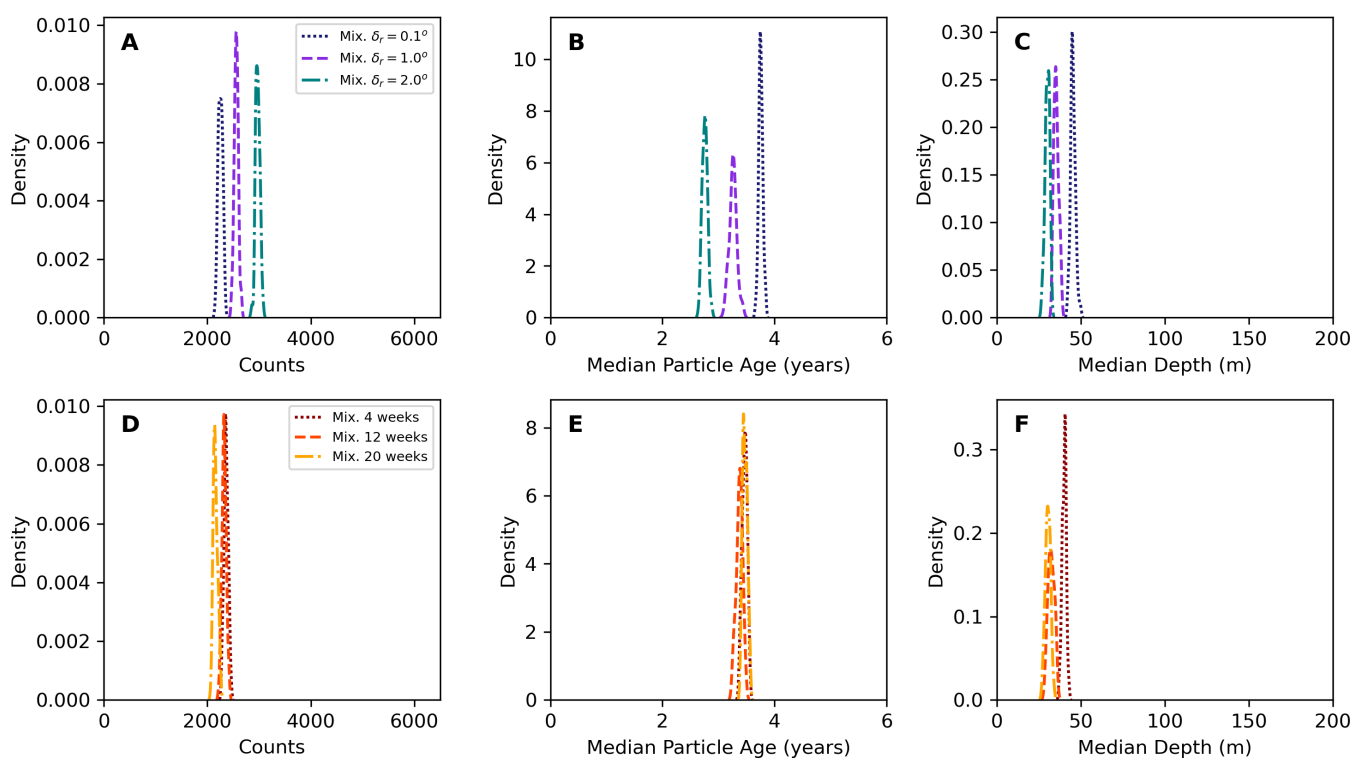 A
Mix. δr = 0.1°
Mix. δr = 1.0°
Mix. δr = 2.0°
0.010
0.008
0.006
0.004
0.002
0.000
Density
0
2000
4000
6000
Counts
B
10
8
6
4
2
0
Density
0
2
4
6
Median Particle Age (years)
C
0.30
0.25
0.20
0.15
0.10
0.05
0.00
Density
0
50
100
150
200
Median Depth (m)
D
Mix. 4 weeks
Mix. 12 weeks
Mix. 20 weeks
0.010
0.008
0.006
0.004
0.002
0.000
Density
0
2000
4000
6000
Counts
E
8
6
4
2
0
Density
0
2
4
6
Median Particle Age (years)
F
0.3
0.2
0.1
0.0
Density
0
50
100
150
200
Median Depth (m)